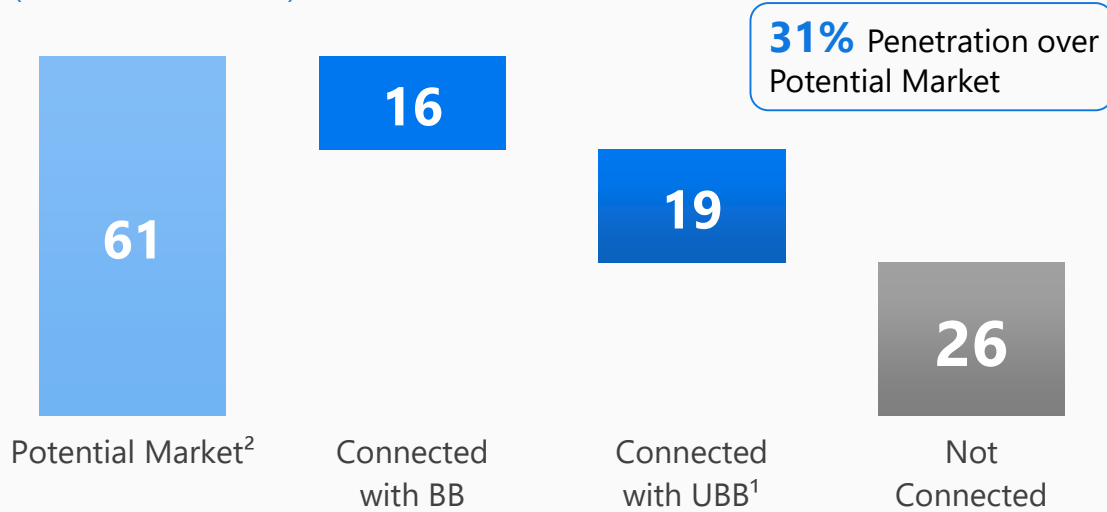 31% Penetration over
Potential Market
16
19
61
26
Potential Market²
Connected
with BB
Connected
with UBB¹
Not
Connected